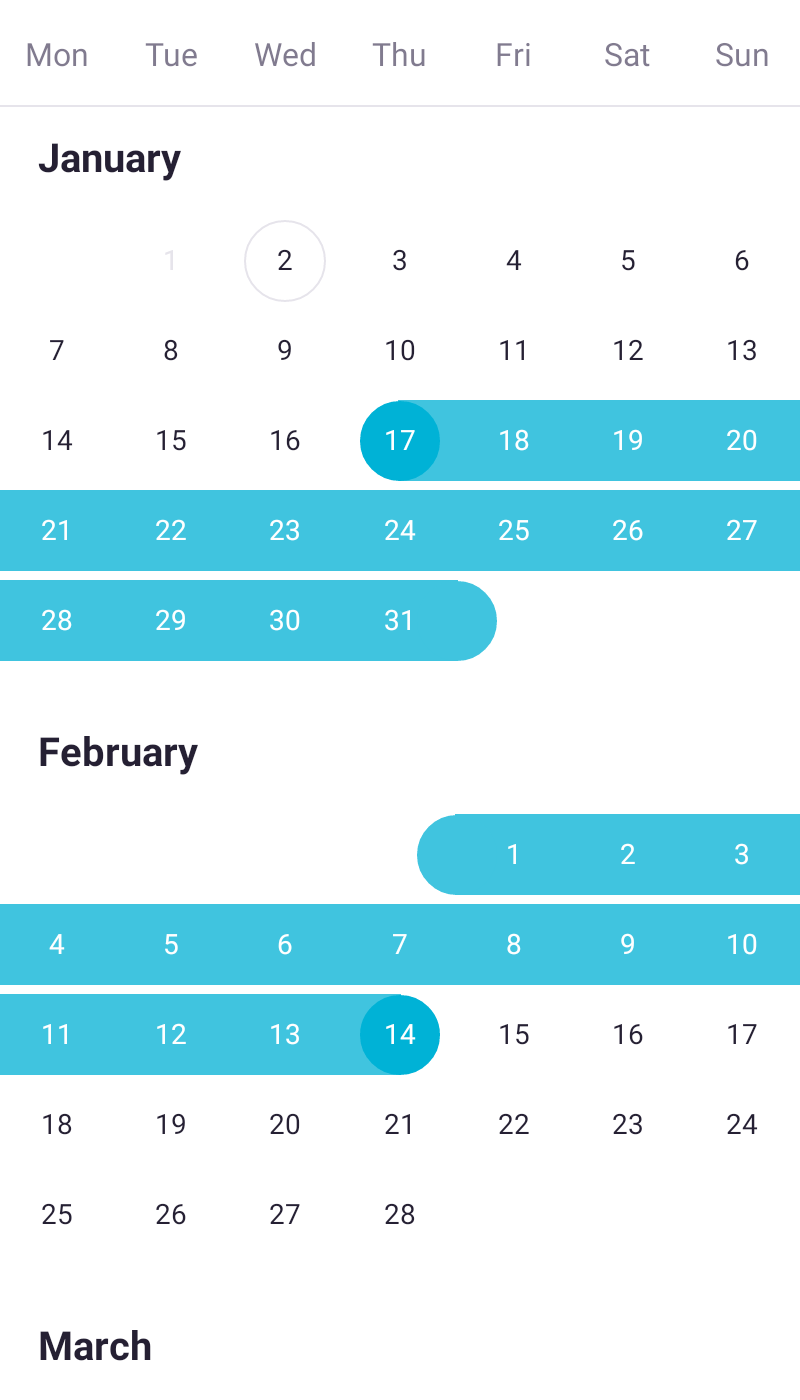 Mon Tue Wed Thu Fri Sat Sun
January
1 2 3 4 5 6
7 8 9 10 11 12 13
14 15 16 17 18 19 20
21 22 23 24 25 26 27
28 29 30 31
February
1 2 3
4 5 6 7 8 9 10
11 12 13 14 15 16 17
18 19 20 21 22 23 24
25 26 27 28
March